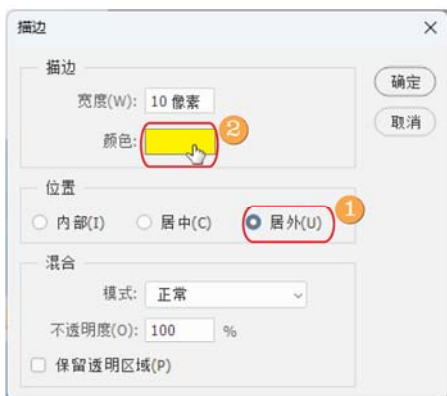 描边
描边
宽度(W): 10 像素
确定
颜色: 2
取消
位置
内部(I) 居中(C) 居外(U) 1
混合
模式: 正常
不透明度(O): 100 %
保留透明区域(P)